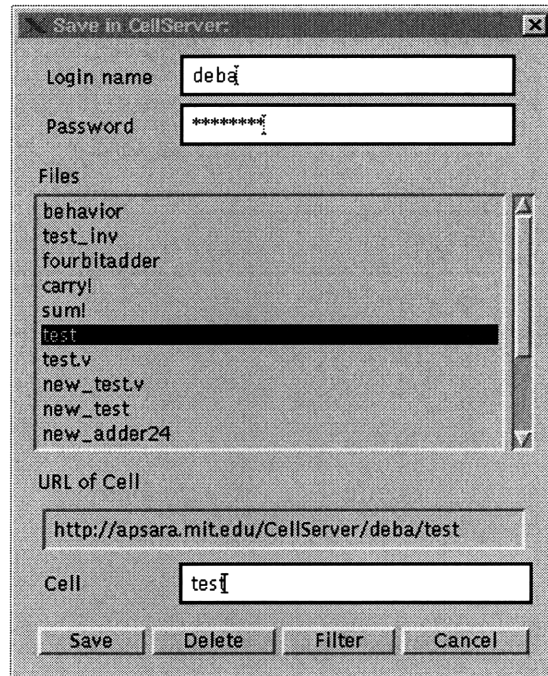 Save in CellServer:
Login name deba
Password ********
Files
behavior
test_inv
fourbitadder
carry!
sum!
test
test.v
new_test.v
new_test
new_adder24
URL of Cell
http://apsara.mit.edu/CellServer/deba/test
Cell test
Save Delete Filter Cancel